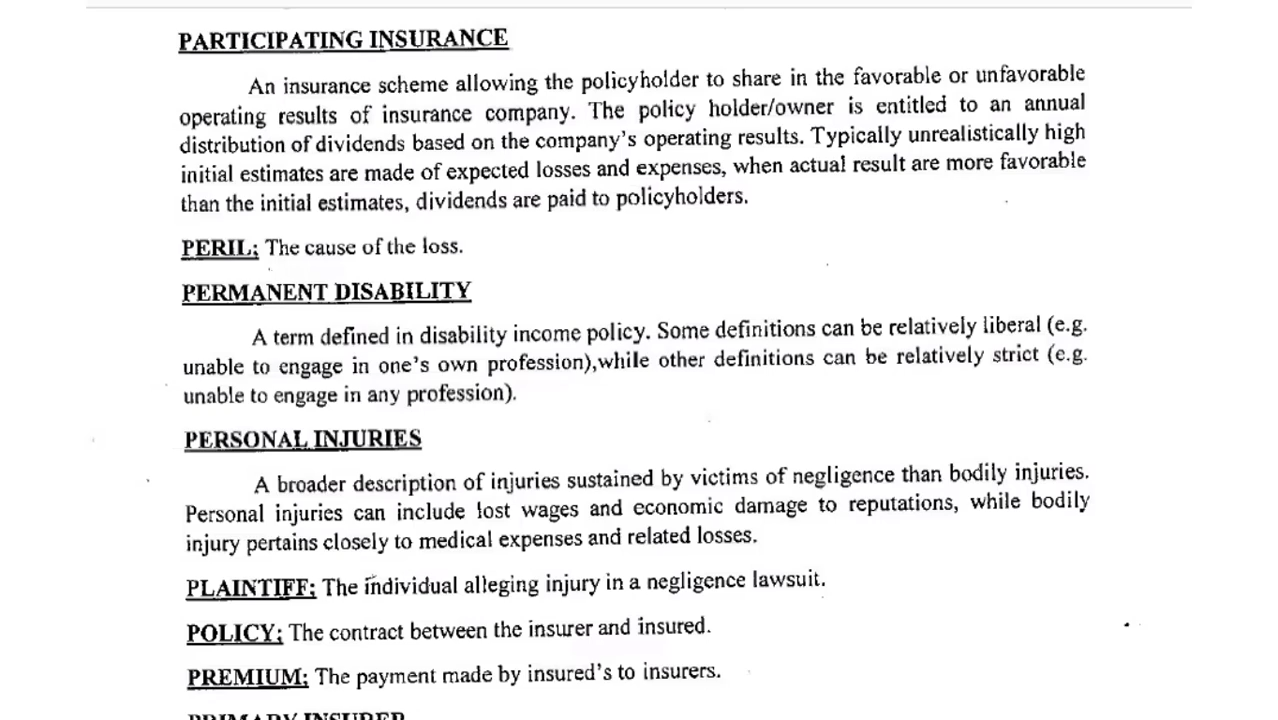 PARTICIPATING INSURANCE
An insurance scheme allowing the policyholder to share in the favorable or unfavorable
operating results of insurance company. The policy holder/owner is entitled to an annual
distribution of dividends based on the company's operating results. Typically unrealistically high
initial estimates are made of expected losses and expenses, when actual result are more favorable
than the initial estimates, dividends are paid to policyholders.
PERIL; The cause of the loss.
PERMANENT DISABILITY
A term defined in disability income policy. Some definitions can be relatively liberal (e.g.
unable to engage in one's own profession),while other definitions can be relatively strict (e.g.
unable to engage in any profession).
PERSONAL INJURIES
A broader description of injuries sustained by victims of negligence than bodily injuries.
Personal injuries can include lost wages and economic damage to reputations, while bodily
injury pertains closely to medical expenses and related losses.
PLAINTIFF; The individual alleging injury in a negligence lawsuit.
POLICY; The contract between the insurer and insured.
PREMIUM; The payment made by insured's to insurers.
PRIMARY INSURER